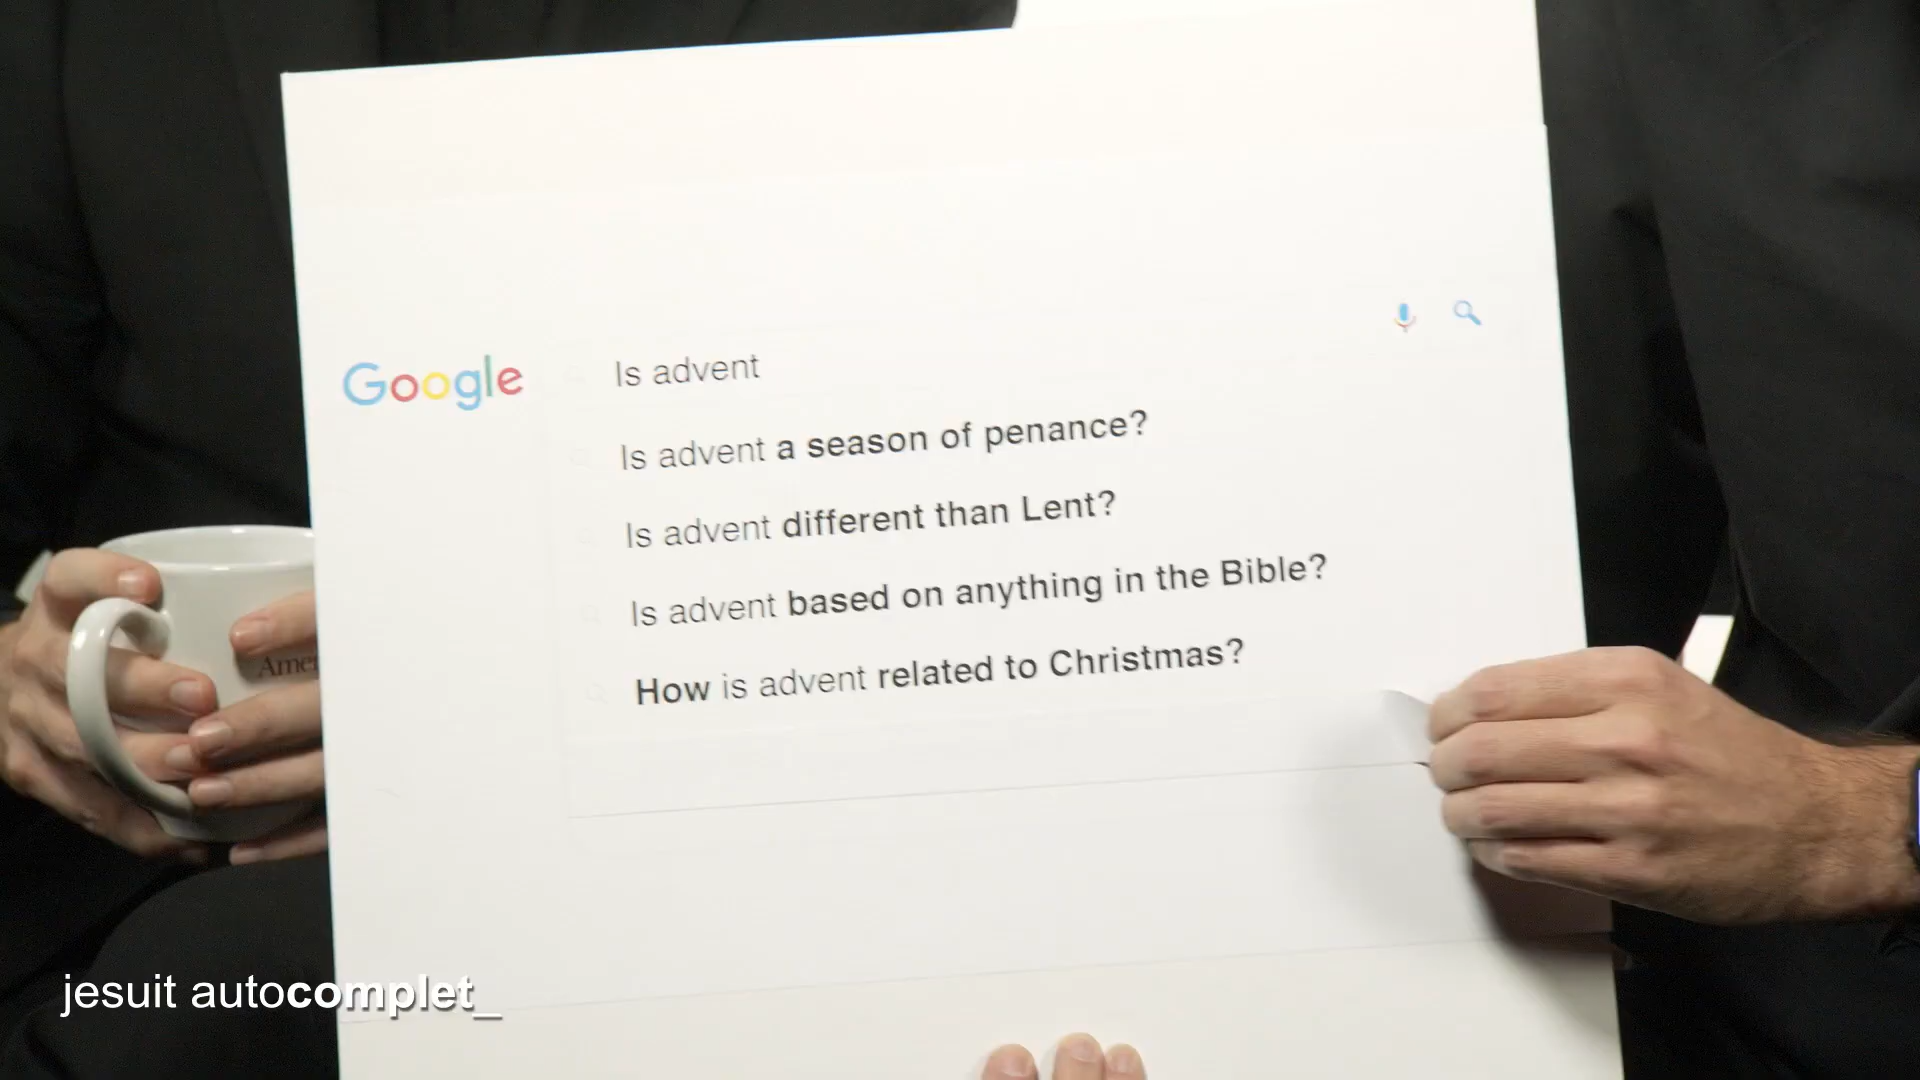 Google
Is advent
Is advent a season of penance?
Is advent different than Lent?
Is advent based on anything in the Bible?
How is advent related to Christmas?
Amer
jesuit autocomplet_